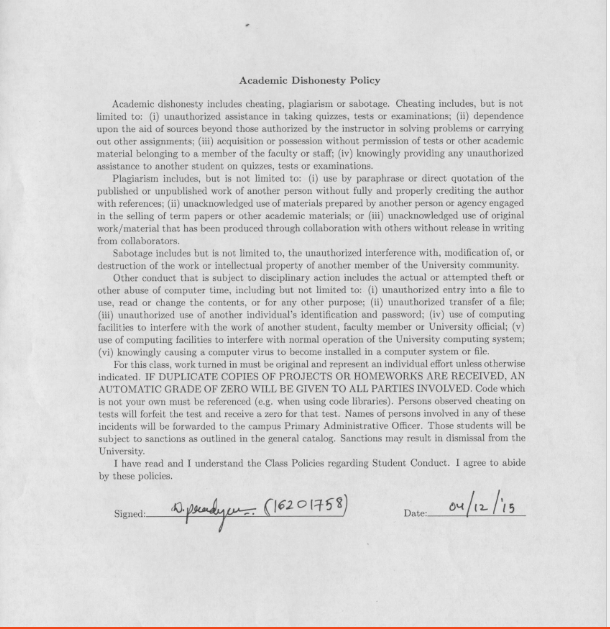 Academic Dishonesty Policy
Academic dishonesty includes cheating, plagiarism or sabotage. Cheating includes, but is not
limited to: (i) unauthorized assistance in taking quizzes, tests or examinations; (ii) dependence
upon the aid of sources beyond those authorized by the instructor in solving problems or carrying
out other assignments; (iii) acquisition or possession without permission of tests or other academic
material belonging to a member of the faculty or staff; (iv) knowingly providing any unauthorized
assistance to another student on quizzes, tests or examinations.
Plagiarism includes, but is not limited to: (i) use by paraphrase or direct quotation of the
published or unpublished work of another person without fully and properly crediting the author
with references; (ii) unacknowledged use of materials prepared by another person or agency engaged
in the selling of term papers or other academic materials; or (iii) unacknowledged use of original
work/material that has been produced through collaboration with others without release in writing
from collaborators.
Sabotage includes but is not limited to, the unauthorized interference with, modification of, or
destruction of the work or intellectual property of another member of the University community.
Other conduct that is subject to disciplinary action includes the actual or attempted theft or
other abuse of computer time, including but not limited to: (i) unauthorized entry into a file to
use, read or change the contents, or for any other purpose; (ii) unauthorized transfer of a file;
(iii) unauthorized use of another individual's identification and password; (iv) use of computing
facilities to interfere with the work of another student, faculty member or University official; (v)
use of computing facilities to interfere with normal operation of the University computing system;
(vi) knowingly causing a computer virus to become installed in a computer system or file.
For this class, work turned in must be original and represent an individual effort unless otherwise
indicated. IF DUPLICATE COPIES OF PROJECTS OR HOMEWORKS ARE RECEIVED, AN
AUTOMATIC GRADE OF ZERO WILL BE GIVEN TO ALL PARTIES INVOLVED. Code which
is not your own must be referenced (e.g. when using code libraries). Persons observed cheating on
tests will forfeit the test and receive a zero for that test. Names of persons involved in any of these
incidents will be forwarded to the campus Primary Administrative Officer. Those students will be
subject to sanctions as outlined in the general catalog. Sanctions may result in dismissal from the
University.
I have read and I understand the Class Policies regarding Student Conduct. I agree to abide
by these policies.
Signed: (16201758) Date: 04/12/'15